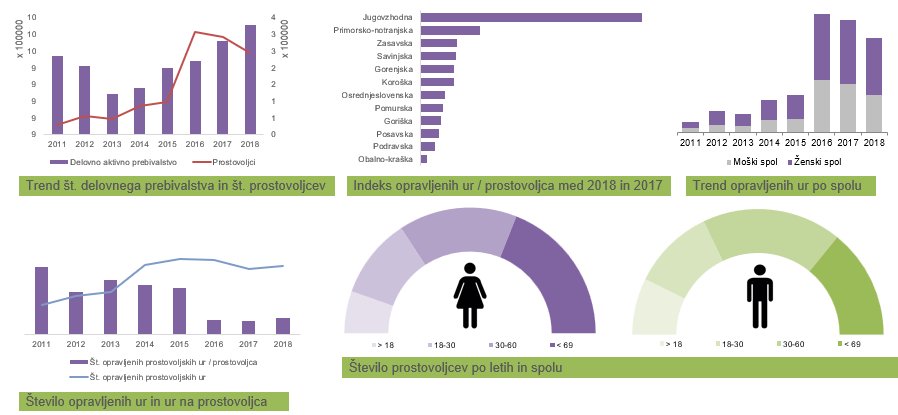 x 100000
10
10
10
9
9
9
9
9
4
4
3
3
2
2
1
1
0
x 100000
2011 2012 2013 2014 2015 2016 2017 2018
Delovno aktivno prebivalstvo Prostovoljci
Trend št. delovnega prebivalstva in št. prostovoljcev
Jugovzhodna
Primorsko-notranjska
Zasavska
Savinjska
Gorenjska
Koroška
Osrednjeslovenska
Pomurska
Goriška
Posavska
Podravska
Obalno-kraška
Indeks opravljenih ur / prostovoljca med 2018 in 2017
2011 2012 2013 2014 2015 2016 2017 2018
Moški spol Ženski spol
Trend opravljenih ur po spolu
2011 2012 2013 2014 2015 2016 2017 2018
Št. opravljenih prostovoljskih ur / prostovoljca
Št. opravljenih prostovoljskih ur
Število opravljenih ur in ur na prostovoljca
> 18 18-30 30-60 < 69
> 18 18-30 30-60 < 69
Število prostovoljcev po letih in spolu